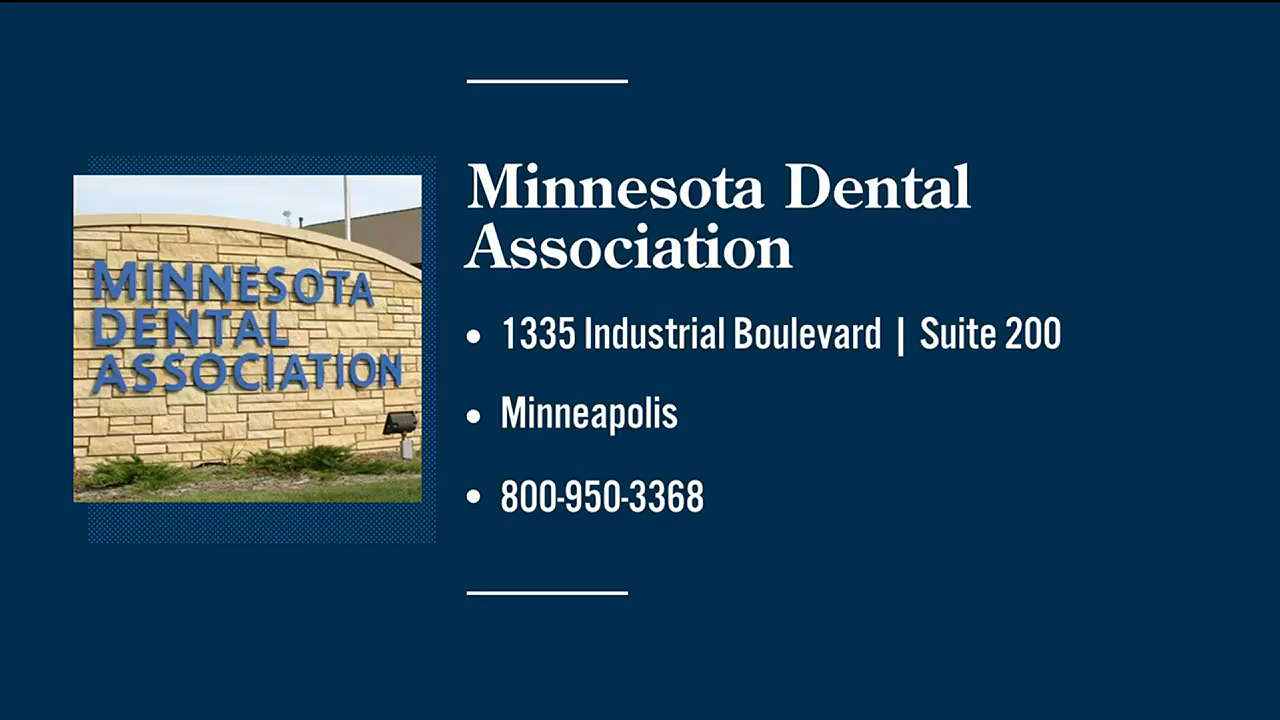 MINNESOTA
DENTAL
ASSOCIATION
Minnesota Dental
Association
1335 Industrial Boulevard | Suite 200
Minneapolis
800-950-3368